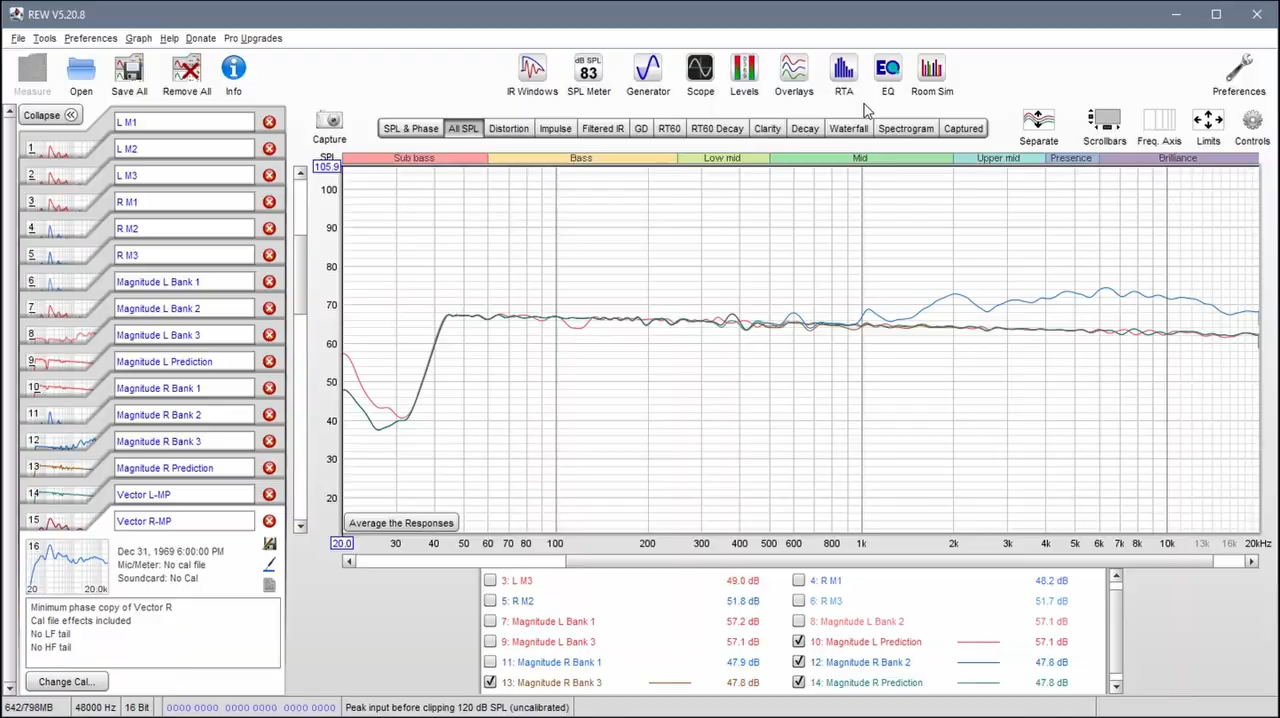 REW V5.20.8
File Tools Preferences Graph Help Donate Pro Upgrades
dB SPL
83
Measure Open Save All Remove All Info IR Windows SPL Meter Generator Scope Levels Overlays RTA EQ Room Sim Preferences
Collapse
Capture
SPL & Phase All SPL Distortion Impulse Filtered IR GD RT60 RT60 Decay Clarity Decay Waterfall Spectrogram Captured
Separate Scrollbars Freq. Axis Limits Controls
L M1
1 L M2
2 L M3
3 R M1
4 R M2
5 R M3
6 Magnitude L Bank 1
7 Magnitude L Bank 2
8 Magnitude L Bank 3
9 Magnitude L Prediction
10 Magnitude R Bank 1
11 Magnitude R Bank 2
12 Magnitude R Bank 3
13 Magnitude R Prediction
14 Vector L-MP
15 Vector R-MP
16
20 20.0k
Dec 31, 1969 6:00:00 PM
Mic/Meter: No cal file
Soundcard: No Cal
Minimum phase copy of Vector R
Cal file effects included
No LF tail
No HF tail
Change Cal...
SPL
Sub bass Bass Low mid Mid Upper mid Presence Brilliance
105.9
100
90
80
70
60
50
40
30
20
Average the Responses
20.0 30 40 50 60 70 80 100 200 300 400 500 600 800 1k 2k 3k 4k 5k 6k 7k 8k 10k 13k 16k 20kHz
3: L M3 49.0 dB 4: R M1 48.2 dB
5: R M2 51.8 dB 6: R M3 51.7 dB
7: Magnitude L Bank 1 57.2 dB 8: Magnitude L Bank 2 57.1 dB
9: Magnitude L Bank 3 57.1 dB 10: Magnitude L Prediction 57.1 dB
11: Magnitude R Bank 1 47.9 dB 12: Magnitude R Bank 2 47.8 dB
13: Magnitude R Bank 3 47.8 dB 14: Magnitude R Prediction 47.8 dB
642/798MB 48000 Hz 16 Bit 0000 0000 0000 0000 0000 0000 Peak input before clipping 120 dB SPL (uncalibrated)